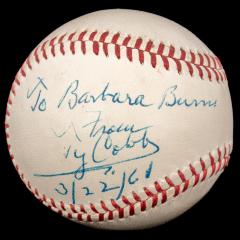 To Barbara Burns
From
Ty Cobb
3/22/61